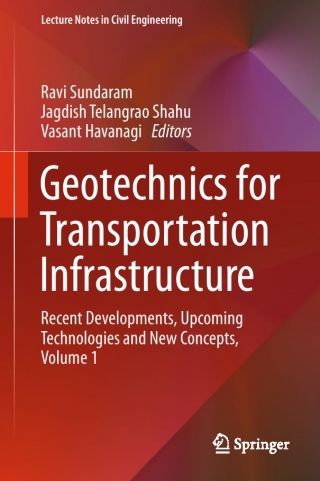 Lecture Notes in Civil Engineering
Ravi Sundaram
Jagdish Telangrao Shahu
Vasant Havanagi Editors
Geotechnics for
Transportation
Infrastructure
Recent Developments, Upcoming
Technologies and New Concepts,
Volume 1
Springer